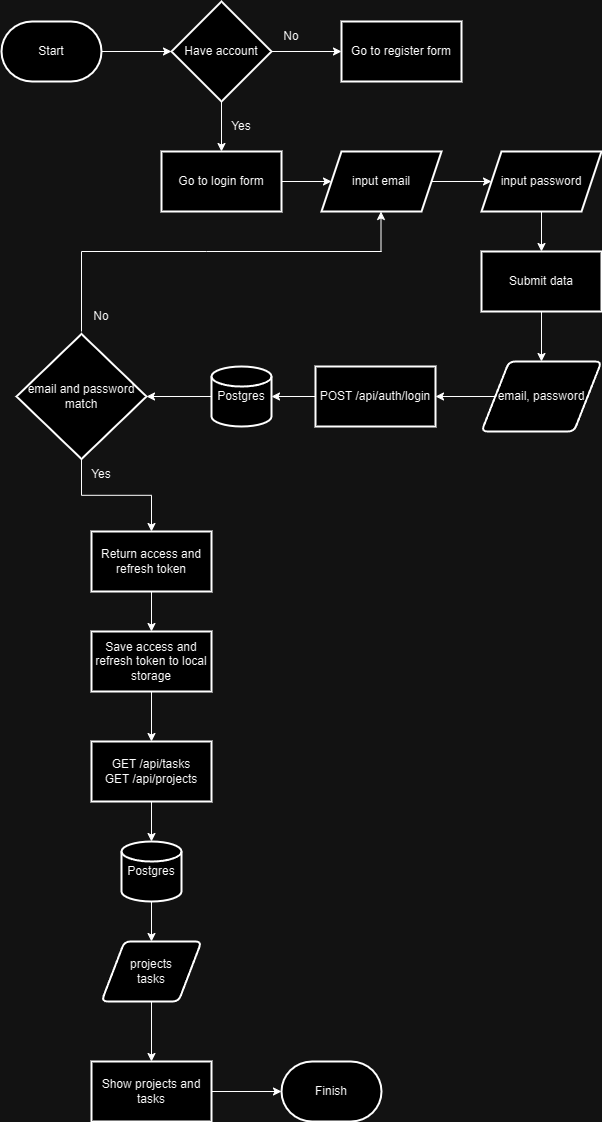 Start
Have account
No
Go to register form
Yes
Go to login form
input email
input password
Submit data
No
email and password
match
Postgres
POST /api/auth/login
email, password
Yes
Return access and
refresh token
Save access and
refresh token to local
storage
GET /api/tasks
GET /api/projects
Postgres
projects
tasks
Show projects and
tasks
Finish